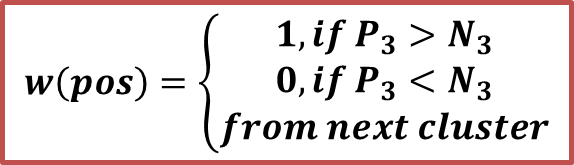 1, if P₃ > N₃
w(pos) = { 0, if P₃ < N₃
from next cluster